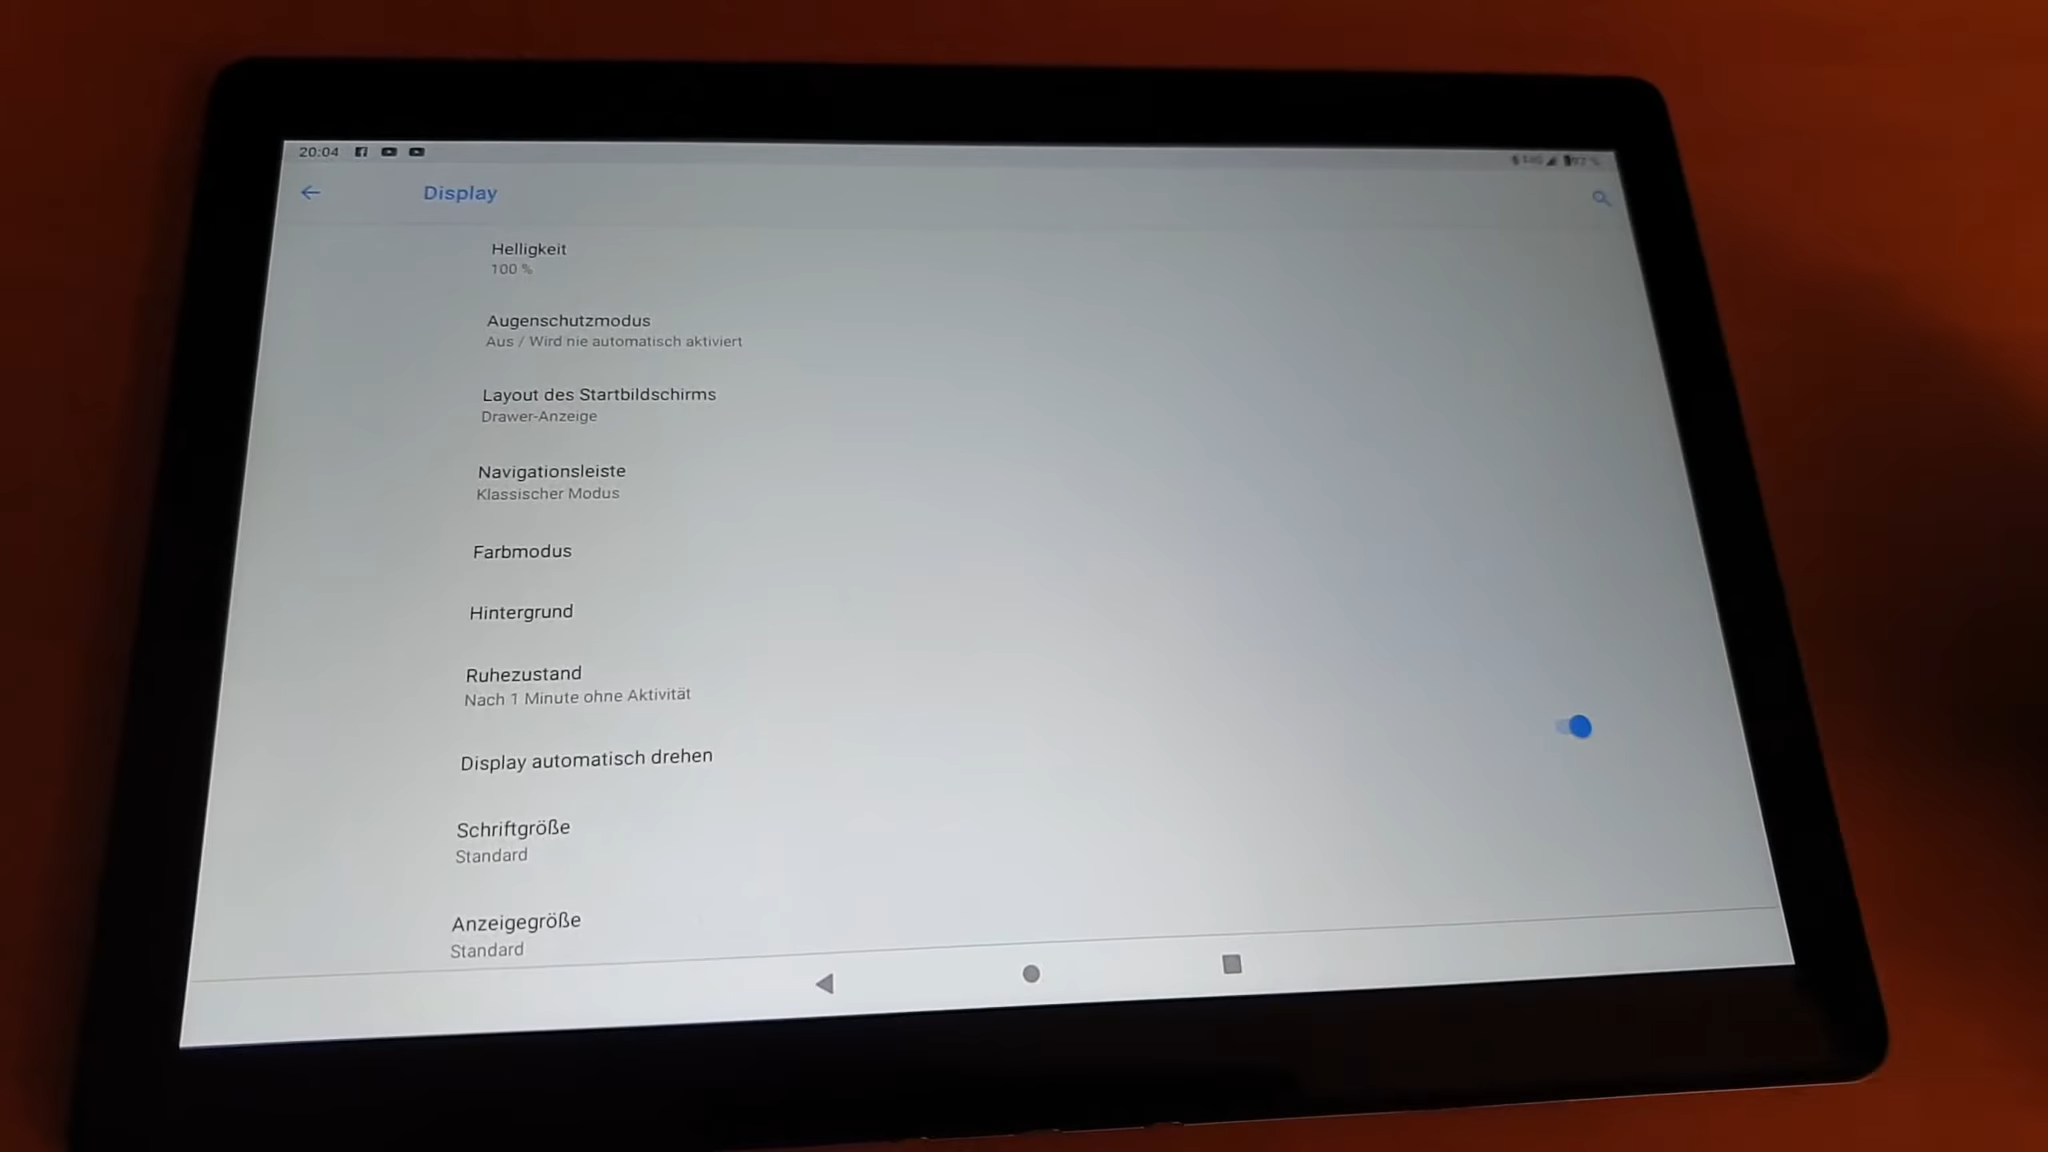 20:04
Display
Helligkeit
100 %
Augenschutzmodus
Aus / Wird nie automatisch aktiviert
Layout des Startbildschirms
Drawer-Anzeige
Navigationsleiste
Klassischer Modus
Farbmodus
Hintergrund
Ruhezustand
Nach 1 Minute ohne Aktivität
Display automatisch drehen
Schriftgröße
Standard
Anzeigegröße
Standard